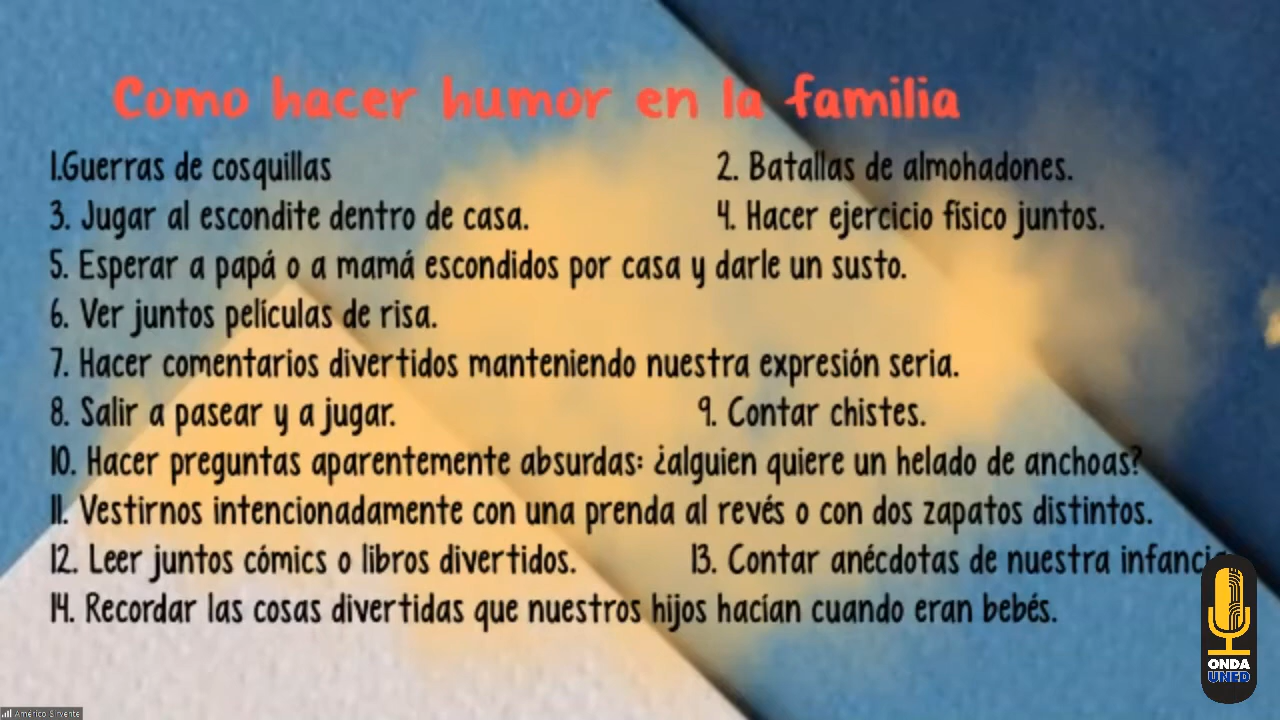 Como hacer humor en la familia
1.Guerras de cosquillas 2. Batallas de almohadones.
3. Jugar al escondite dentro de casa. 4. Hacer ejercicio físico juntos.
5. Esperar a papá o a mamá escondidos por casa y darle un susto.
6. Ver juntos películas de risa.
7. Hacer comentarios divertidos manteniendo nuestra expresión seria.
8. Salir a pasear y a jugar. 9. Contar chistes.
10. Hacer preguntas aparentemente absurdas: ¿alguien quiere un helado de anchoas?
11. Vestirnos intencionadamente con una prenda al revés o con dos zapatos distintos.
12. Leer juntos cómics o libros divertidos. 13. Contar anécdotas de nuestra infancia
14. Recordar las cosas divertidas que nuestros hijos hacían cuando eran bebés.
ONDA
UNED
Américo Sirvente